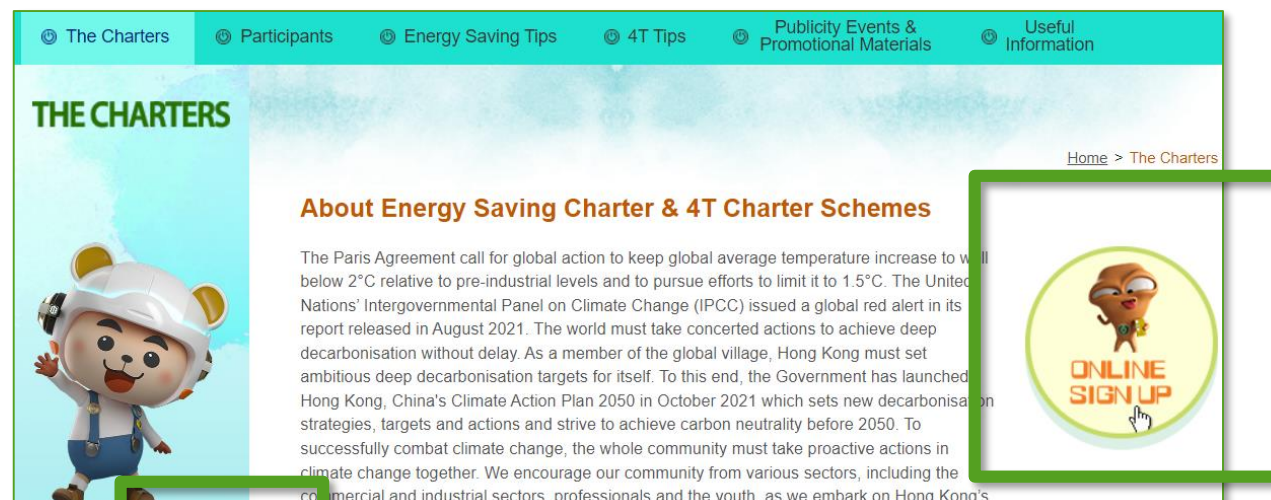 The Charters
Participants
Energy Saving Tips
4T Tips
Publicity Events &
Promotional Materials
Useful
Information
THE CHARTERS
Home > The Charters
About Energy Saving Charter & 4T Charter Schemes
The Paris Agreement call for global action to keep global average temperature increase to well
below 2°C relative to pre-industrial levels and to pursue efforts to limit it to 1.5°C. The United
Nations' Intergovernmental Panel on Climate Change (IPCC) issued a global red alert in its
report released in August 2021. The world must take concerted actions to achieve deep
decarbonisation without delay. As a member of the global village, Hong Kong must set
ambitious deep decarbonisation targets for itself. To this end, the Government has launched
Hong Kong, China's Climate Action Plan 2050 in October 2021 which sets new decarbonisation
strategies, targets and actions and strive to achieve carbon neutrality before 2050. To
successfully combat climate change, the whole community must take proactive actions in
climate change together. We encourage our community from various sectors, including the
commercial and industrial sectors, professionals and the youth, as we embark on Hong Kong's
ONLINE
SIGN UP